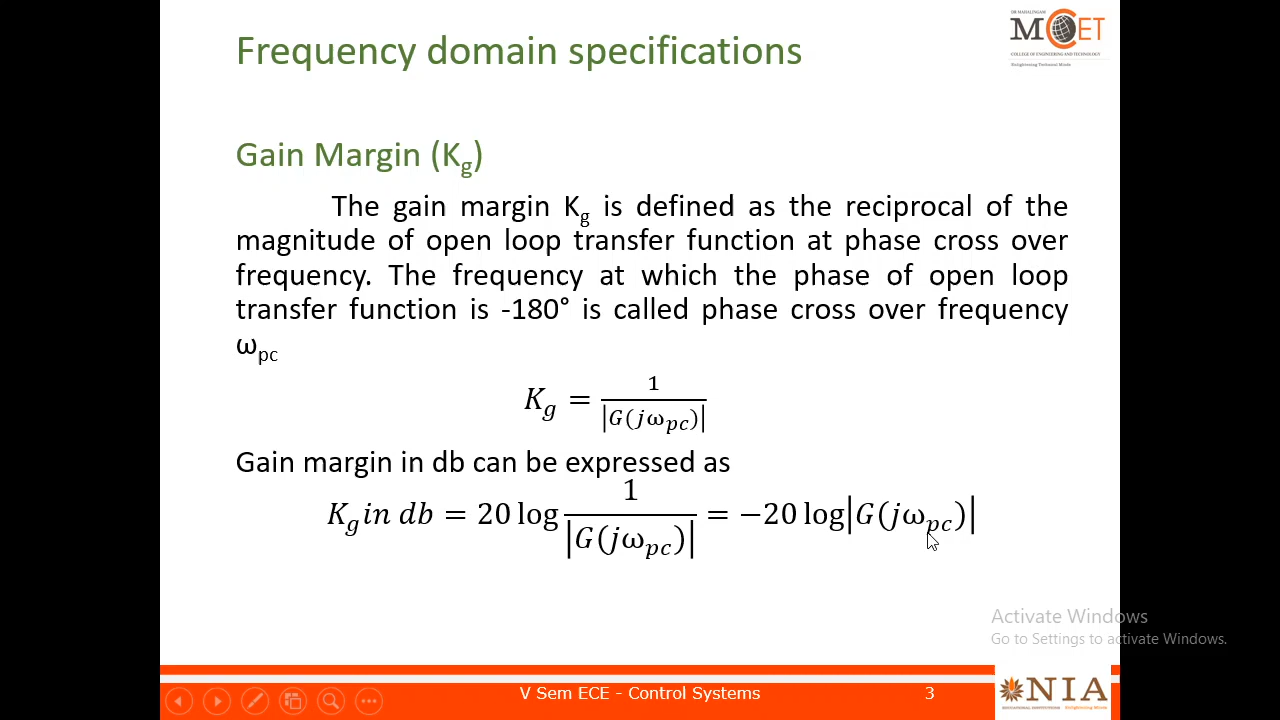 DR MAHALINGAM
MCET
COLLEGE OF ENGINEERING AND TECHNOLOGY
Enlightening Technical Minds
Frequency domain specifications
Gain Margin (Kg)
The gain margin Kg is defined as the reciprocal of the
magnitude of open loop transfer function at phase cross over
frequency. The frequency at which the phase of open loop
transfer function is -180° is called phase cross over frequency
ωpc
Kg = 1 / |G(jωpc)|
Gain margin in db can be expressed as
Kg in db = 20 log 1 / |G(jωpc)| = −20 log|G(jωpc)|
Activate Windows
Go to Settings to activate Windows.
V Sem ECE - Control Systems
3
NIA
EDUCATIONAL INSTITUTIONS